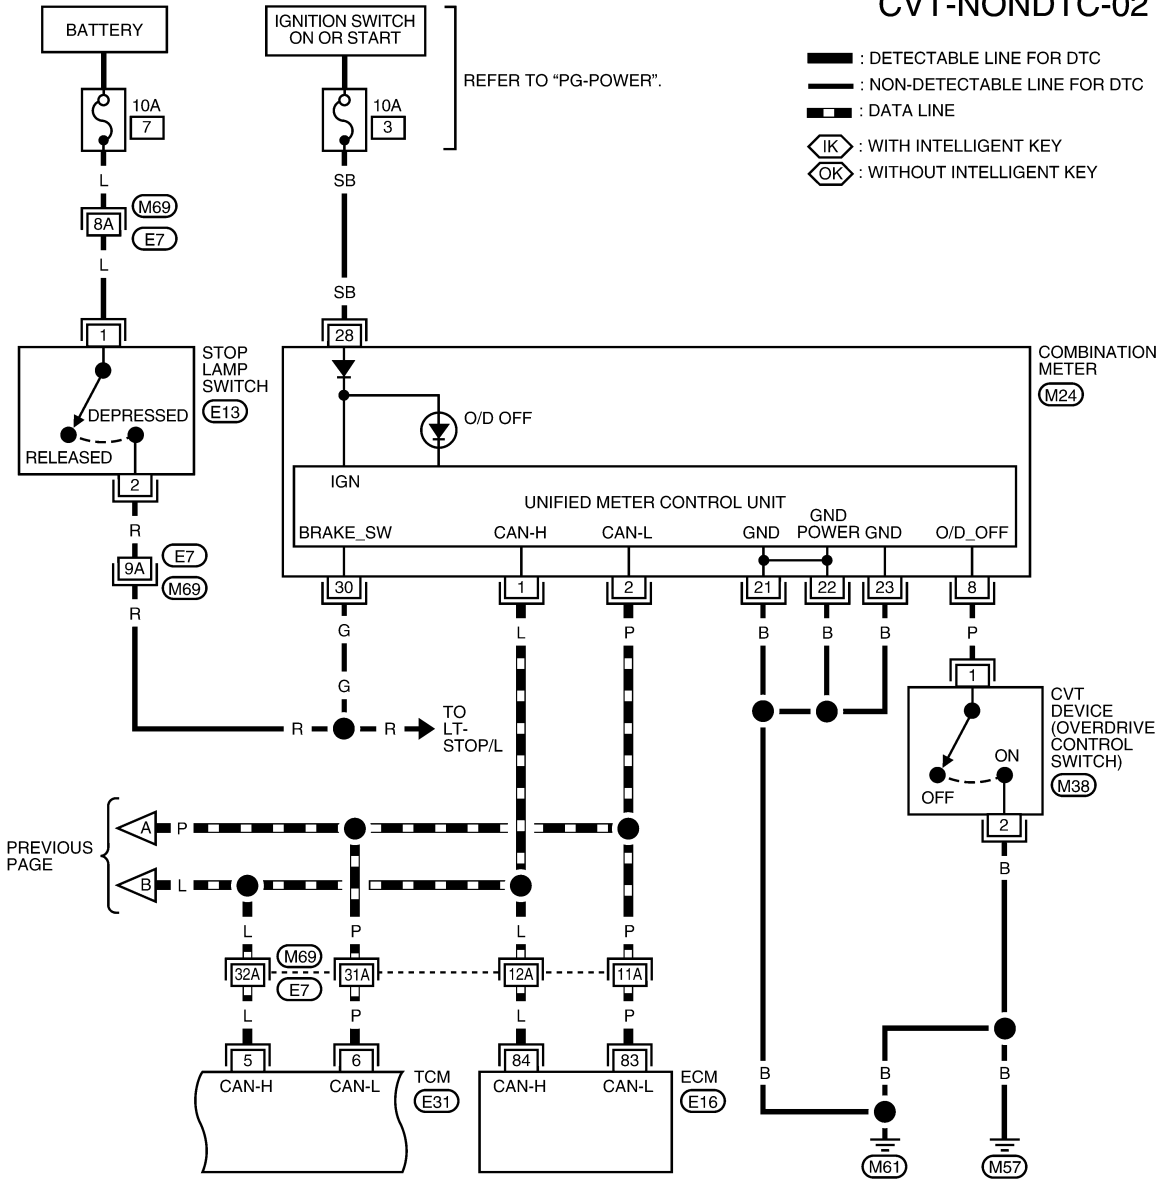 CVT-NONDTC-02
BATTERY
IGNITION SWITCH
ON OR START
REFER TO “PG-POWER”.
: DETECTABLE LINE FOR DTC
: NON-DETECTABLE LINE FOR DTC
: DATA LINE
IK : WITH INTELLIGENT KEY
OK : WITHOUT INTELLIGENT KEY
10A
7
10A
3
L
SB
M69
8A
E7
L
SB
1
28
STOP
LAMP
SWITCH
E13
DEPRESSED
RELEASED
2
COMBINATION
METER
M24
O/D OFF
IGN
UNIFIED METER CONTROL UNIT
BRAKE_SW
CAN-H
CAN-L
GND
GND
POWER
GND
O/D_OFF
R
E7
9A
M69
R
30
1
2
21
22
23
8
G
L
P
B
B
B
P
G
R
R
TO
LT-
STOP/L
1
CVT
DEVICE
(OVERDRIVE
CONTROL
SWITCH)
M38
ON
OFF
2
B
PREVIOUS
PAGE
A P
B L
L
P
L
P
M69
32A
31A
12A
11A
E7
L
P
L
P
5
6
84
83
CAN-H
CAN-L
TCM
E31
CAN-H
CAN-L
ECM
E16
B
B
B
M61
M57